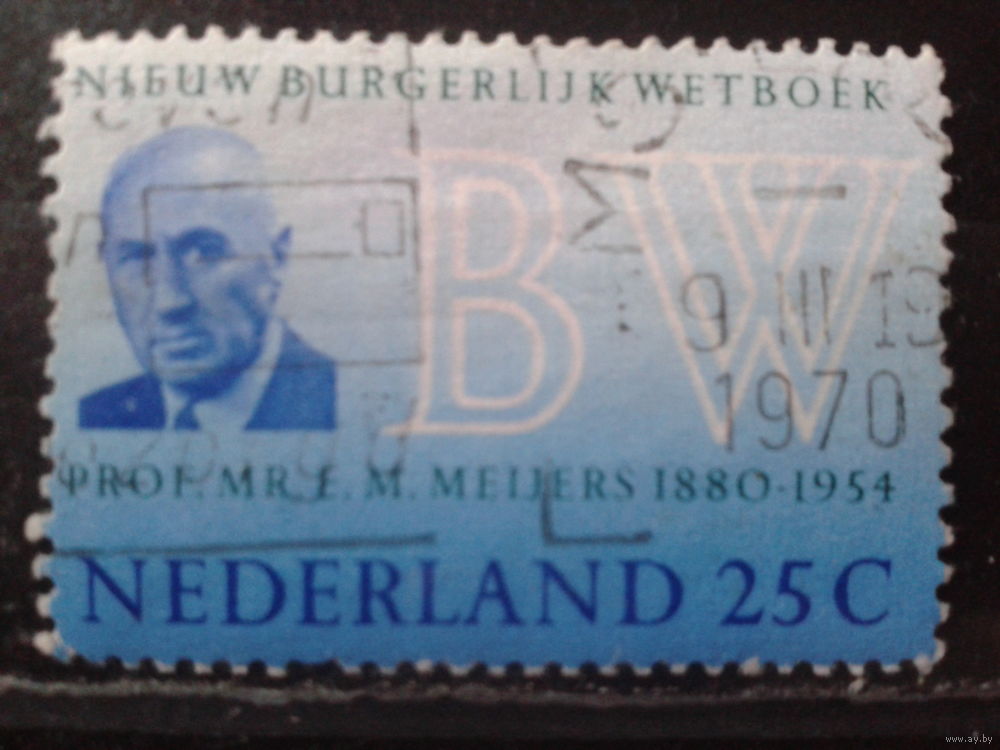 NIEUW BURGERLIJK WETBOEK
BW
9 III 19
1970
PROF. MR. E. M. MEIJERS 1880-1954
NEDERLAND 25C
www.ay.by